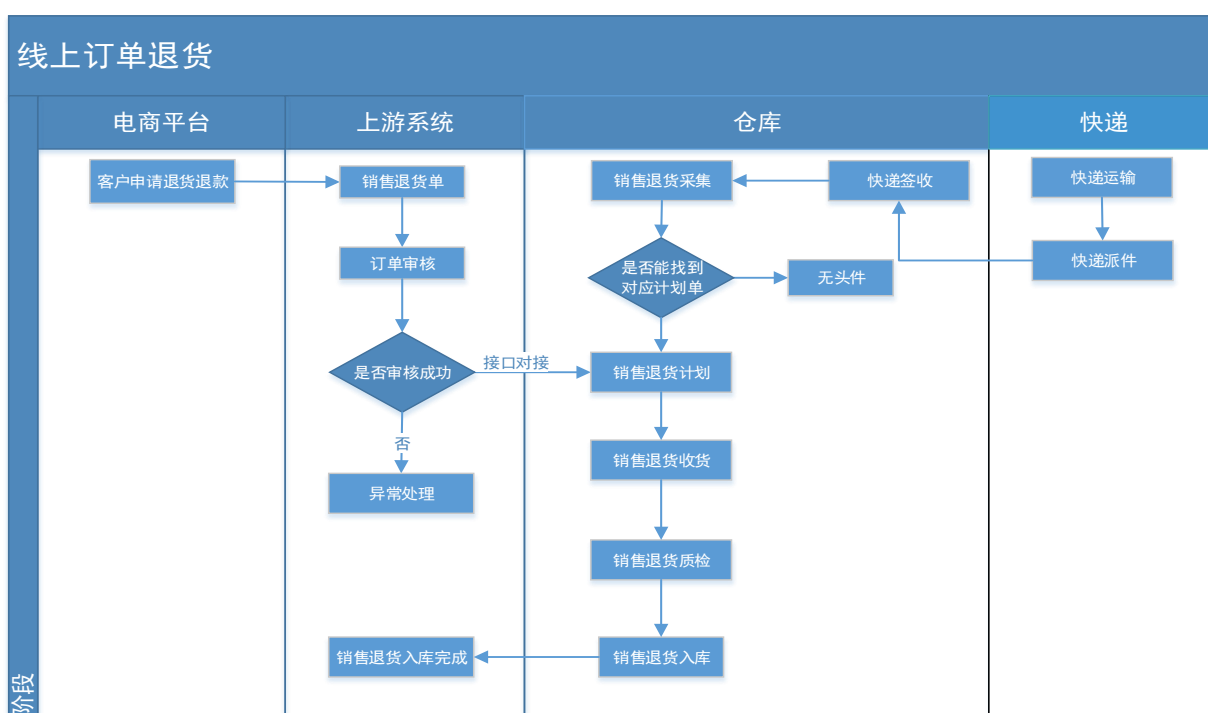 线上订单退货
电商平台
上游系统
仓库
快递
客户申请退货退款
销售退货单
销售退货采集
快递签收
快递运输
订单审核
是否能找到
对应计划单
无头件
快递派件
是否审核成功
接口对接
销售退货计划
否
销售退货收货
异常处理
销售退货质检
销售退货入库完成
销售退货入库
阶段